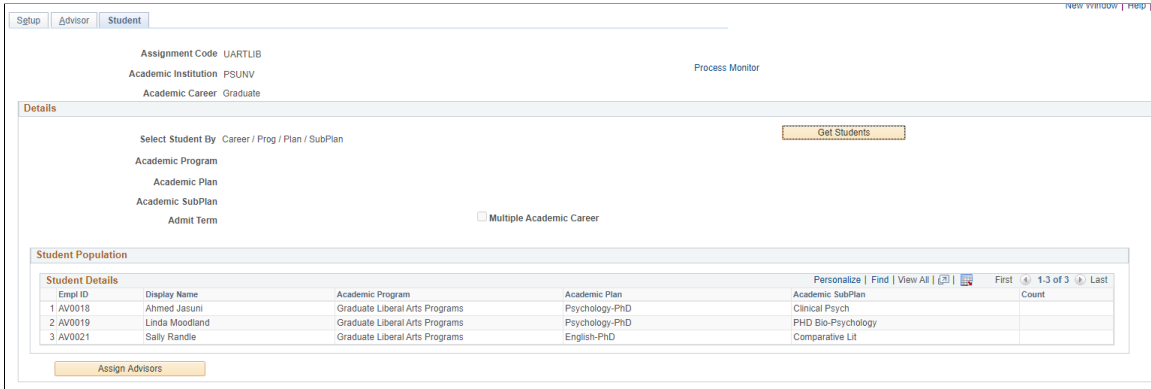 New Window | Help |
Setup Advisor Student
Assignment Code UARTLIB
Academic Institution PSUNV
Process Monitor
Academic Career Graduate
Details
Select Student By Career / Prog / Plan / SubPlan
Get Students
Academic Program
Academic Plan
Academic SubPlan
Admit Term
Multiple Academic Career
Student Population
Student Details Personalize | Find | View All | | First 1-3 of 3 Last
Empl ID Display Name Academic Program Academic Plan Academic SubPlan Count
1 AV0018 Ahmed Jasuni Graduate Liberal Arts Programs Psychology-PhD Clinical Psych
2 AV0019 Linda Moodland Graduate Liberal Arts Programs Psychology-PhD PHD Bio-Psychology
3 AV0021 Sally Randle Graduate Liberal Arts Programs English-PhD Comparative Lit
Assign Advisors